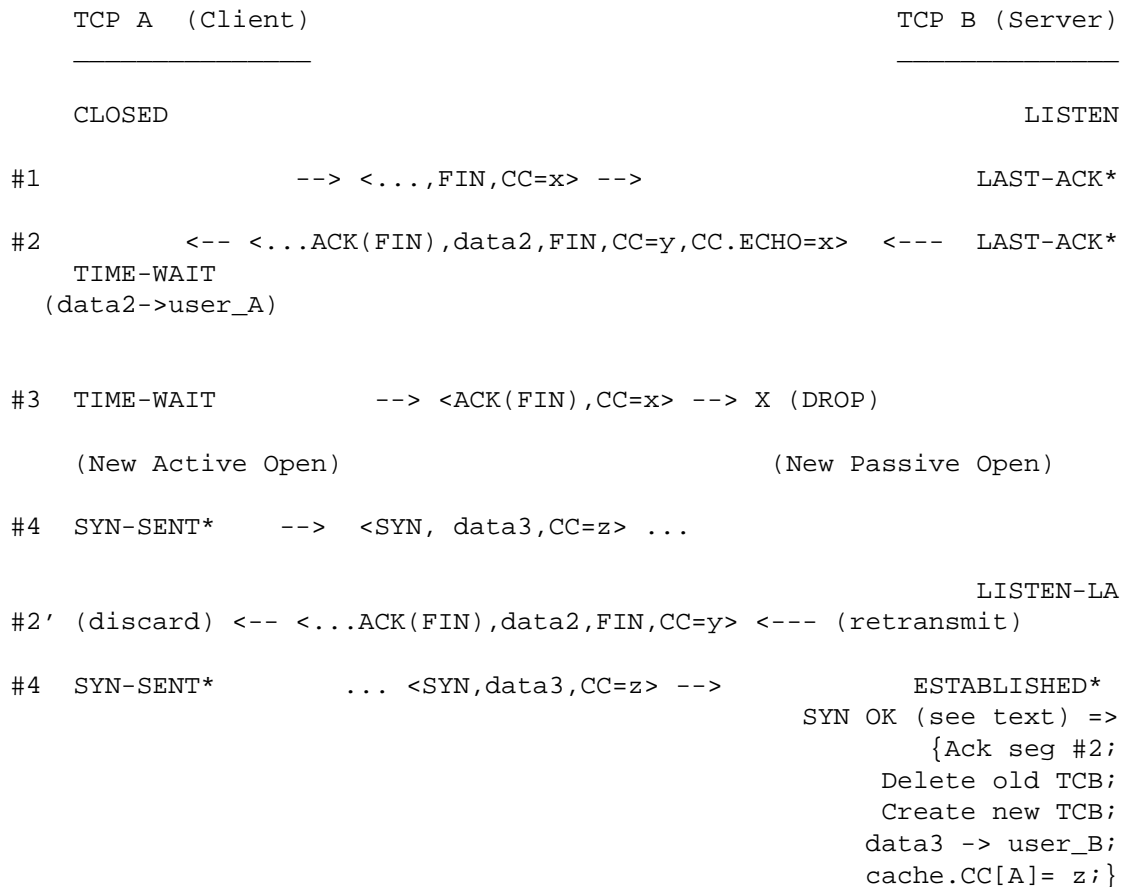 TCP A  (Client)                                     TCP B (Server)
_______________                                     ______________
CLOSED                                                      LISTEN
#1                 --> <...,FIN,CC=x> -->                     LAST-ACK*
#2          <-- <...ACK(FIN),data2,FIN,CC=y,CC.ECHO=x>  <---  LAST-ACK*
TIME-WAIT
(data2->user_A)
#3  TIME-WAIT          --> <ACK(FIN),CC=x> --> X (DROP)
(New Active Open)                             (New Passive Open)
#4  SYN-SENT*    -->  <SYN, data3,CC=z> ...
LISTEN-LA
#2' (discard) <-- <...ACK(FIN),data2,FIN,CC=y> <--- (retransmit)
#4  SYN-SENT*        ... <SYN,data3,CC=z> -->            ESTABLISHED*
SYN OK (see text) =>
{Ack seg #2;
Delete old TCB;
Create new TCB;
data3 -> user_B;
cache.CC[A]= z;}